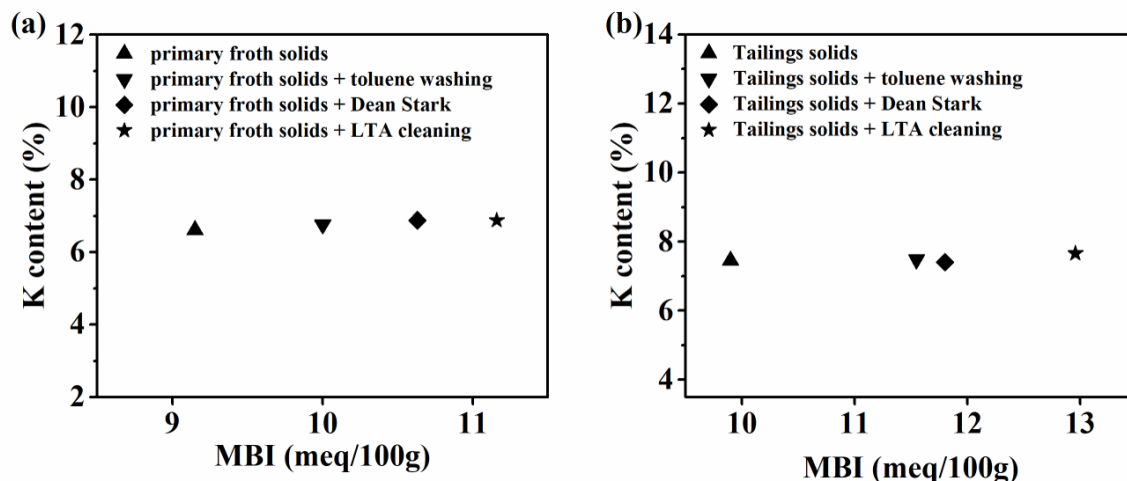 (a)
12
10
8
6
4
2
K content (%)
primary froth solids
primary froth solids + toluene washing
primary froth solids + Dean Stark
primary froth solids + LTA cleaning
9 10 11
MBI (meq/100g)
(b)
14
12
10
8
6
4
K content (%)
Tailings solids
Tailings solids + toluene washing
Tailings solids + Dean Stark
Tailings solids + LTA cleaning
10 11 12 13
MBI (meq/100g)